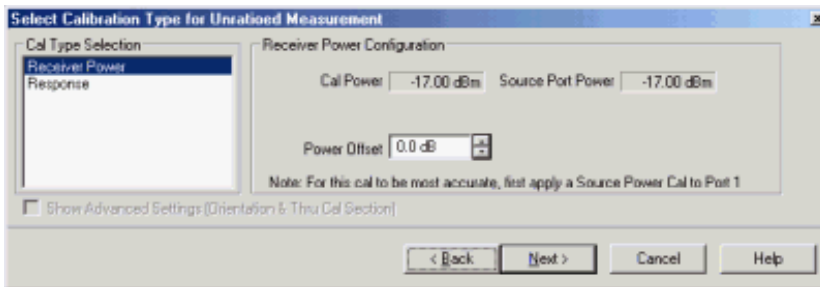 Select Calibration Type for Unratioed Measurement
Cal Type Selection
Receiver Power
Response
Receiver Power Configuration
Cal Power -17.00 dBm Source Port Power -17.00 dBm
Power Offset 0.0 dB
Note: For this cal to be most accurate, first apply a Source Power Cal to Port 1
Show Advanced Settings (Orientation & Thru Cal Section)
< Back Next > Cancel Help